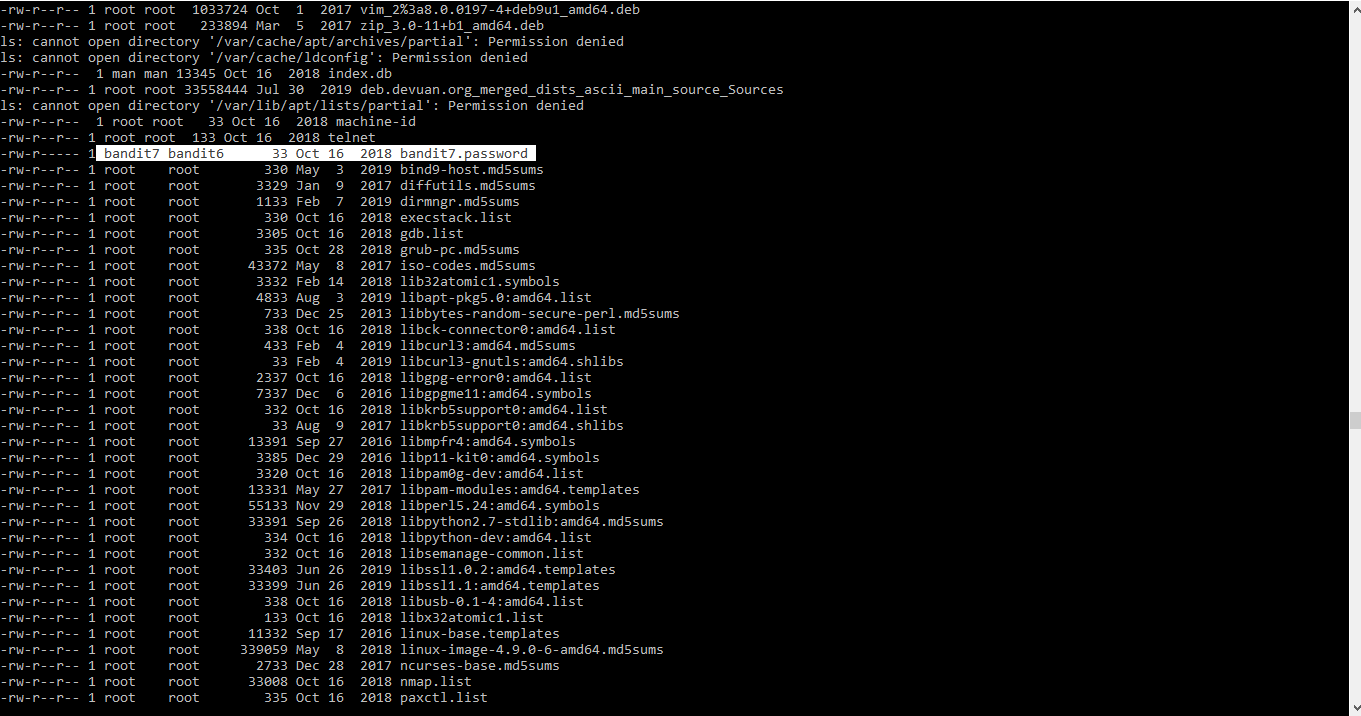 -rw-r--r-- 1 root root  1033724 Oct  1  2017 vim_2%3a8.0.0197-4+deb9u1_amd64.deb
-rw-r--r-- 1 root root   233894 Mar  5  2017 zip_3.0-11+b1_amd64.deb
ls: cannot open directory '/var/cache/apt/archives/partial': Permission denied
ls: cannot open directory '/var/cache/ldconfig': Permission denied
-rw-r--r--  1 man man 13345 Oct 16  2018 index.db
-rw-r--r-- 1 root root 33558444 Jul 30  2019 deb.devuan.org_merged_dists_ascii_main_source_Sources
ls: cannot open directory '/var/lib/apt/lists/partial': Permission denied
-rw-r--r--  1 root root   33 Oct 16  2018 machine-id
-rw-r--r-- 1 root root  133 Oct 16  2018 telnet
-rw-r----- 1 bandit7 bandit6      33 Oct 16  2018 bandit7.password
-rw-r--r-- 1 root    root        330 May  3  2019 bind9-host.md5sums
-rw-r--r-- 1 root    root       3329 Jan  9  2017 diffutils.md5sums
-rw-r--r-- 1 root    root       1133 Feb  7  2019 dirmngr.md5sums
-rw-r--r-- 1 root    root        330 Oct 16  2018 execstack.list
-rw-r--r-- 1 root    root       3305 Oct 16  2018 gdb.list
-rw-r--r-- 1 root    root        335 Oct 28  2018 grub-pc.md5sums
-rw-r--r-- 1 root    root      43372 May  8  2017 iso-codes.md5sums
-rw-r--r-- 1 root    root       3332 Feb 14  2018 lib32atomic1.symbols
-rw-r--r-- 1 root    root       4833 Aug  3  2019 libapt-pkg5.0:amd64.list
-rw-r--r-- 1 root    root        733 Dec 25  2013 libbytes-random-secure-perl.md5sums
-rw-r--r-- 1 root    root        338 Oct 16  2018 libck-connector0:amd64.list
-rw-r--r-- 1 root    root        433 Feb  4  2019 libcurl3:amd64.md5sums
-rw-r--r-- 1 root    root         33 Feb  4  2019 libcurl3-gnutls:amd64.shlibs
-rw-r--r-- 1 root    root       2337 Oct 16  2018 libgpg-error0:amd64.list
-rw-r--r-- 1 root    root       7337 Dec  6  2016 libgpgme11:amd64.symbols
-rw-r--r-- 1 root    root        332 Oct 16  2018 libkrb5support0:amd64.list
-rw-r--r-- 1 root    root         33 Aug  9  2017 libkrb5support0:amd64.shlibs
-rw-r--r-- 1 root    root      13391 Sep 27  2016 libmpfr4:amd64.symbols
-rw-r--r-- 1 root    root       3385 Dec 29  2016 libp11-kit0:amd64.symbols
-rw-r--r-- 1 root    root       3320 Oct 16  2018 libpam0g-dev:amd64.list
-rw-r--r-- 1 root    root      13331 May 27  2017 libpam-modules:amd64.templates
-rw-r--r-- 1 root    root      55133 Nov 29  2018 libperl5.24:amd64.symbols
-rw-r--r-- 1 root    root      33391 Sep 26  2018 libpython2.7-stdlib:amd64.md5sums
-rw-r--r-- 1 root    root        334 Oct 16  2018 libpython-dev:amd64.list
-rw-r--r-- 1 root    root        332 Oct 16  2018 libsemanage-common.list
-rw-r--r-- 1 root    root      33403 Jun 26  2019 libssl1.0.2:amd64.templates
-rw-r--r-- 1 root    root      33399 Jun 26  2019 libssl1.1:amd64.templates
-rw-r--r-- 1 root    root        338 Oct 16  2018 libusb-0.1-4:amd64.list
-rw-r--r-- 1 root    root        133 Oct 16  2018 libx32atomic1.list
-rw-r--r-- 1 root    root      11332 Sep 17  2016 linux-base.templates
-rw-r--r-- 1 root    root     339059 May  8  2018 linux-image-4.9.0-6-amd64.md5sums
-rw-r--r-- 1 root    root       2733 Dec 28  2017 ncurses-base.md5sums
-rw-r--r-- 1 root    root      33008 Oct 16  2018 nmap.list
-rw-r--r-- 1 root    root        335 Oct 16  2018 paxctl.list